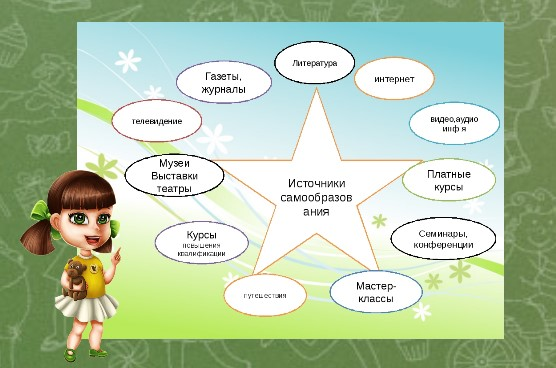 Литература
интернет
Газеты,
журналы
видео,аудио
инф я
телевидение
Музеи
Выставки
театры
Платные
курсы
Источники
самообразов
ания
Курсы
повышения
квалификации
Семинары,
конференции
путешествия
Мастер-
классы